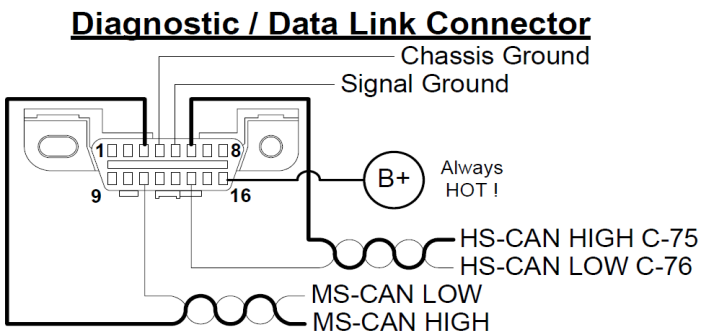 Diagnostic / Data Link Connector
Chassis Ground
Signal Ground
1 8
B+ Always
HOT !
9 16
HS-CAN HIGH C-75
HS-CAN LOW C-76
MS-CAN LOW
MS-CAN HIGH